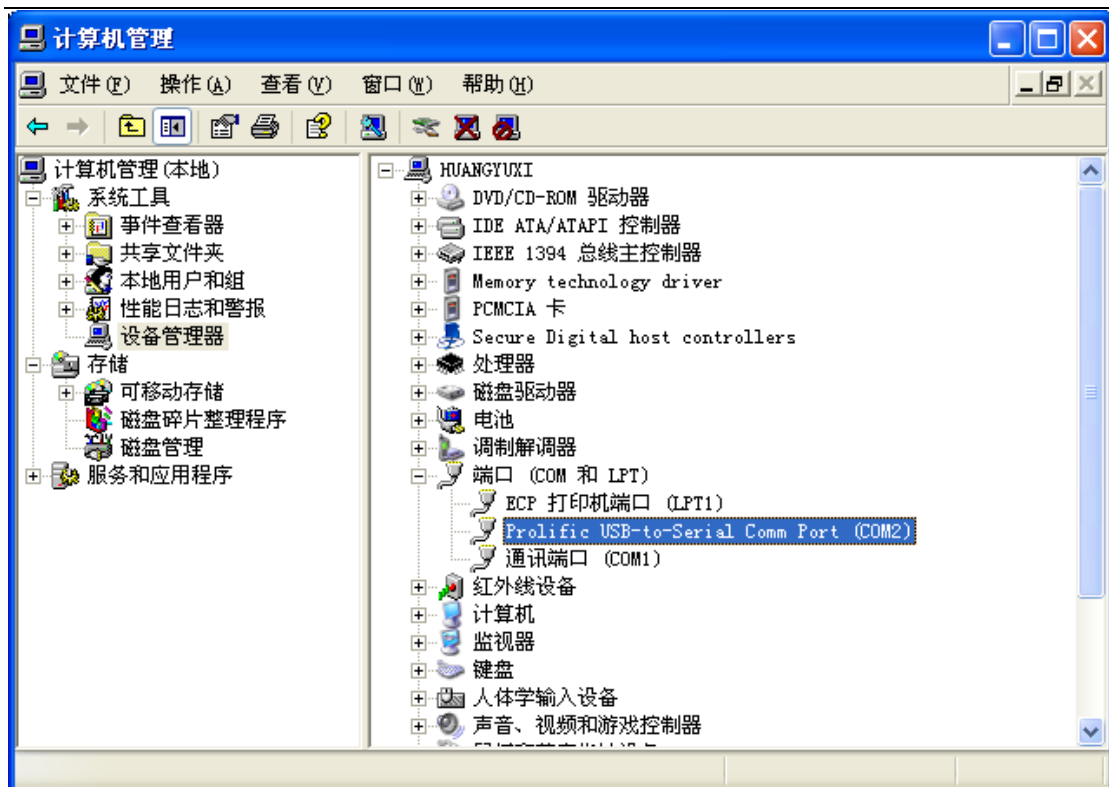 计算机管理
文件(F) 操作(A) 查看(V) 窗口(W) 帮助(H)
计算机管理(本地)
系统工具
事件查看器
共享文件夹
本地用户和组
性能日志和警报
设备管理器
存储
可移动存储
磁盘碎片整理程序
磁盘管理
服务和应用程序
HUANGYUXI
DVD/CD-ROM 驱动器
IDE ATA/ATAPI 控制器
IEEE 1394 总线主控制器
Memory technology driver
PCMCIA 卡
Secure Digital host controllers
处理器
磁盘驱动器
电池
调制解调器
端口 (COM 和 LPT)
ECP 打印机端口 (LPT1)
Prolific USB-to-Serial Comm Port (COM2)
通讯端口 (COM1)
红外线设备
计算机
监视器
键盘
人体学输入设备
声音、视频和游戏控制器